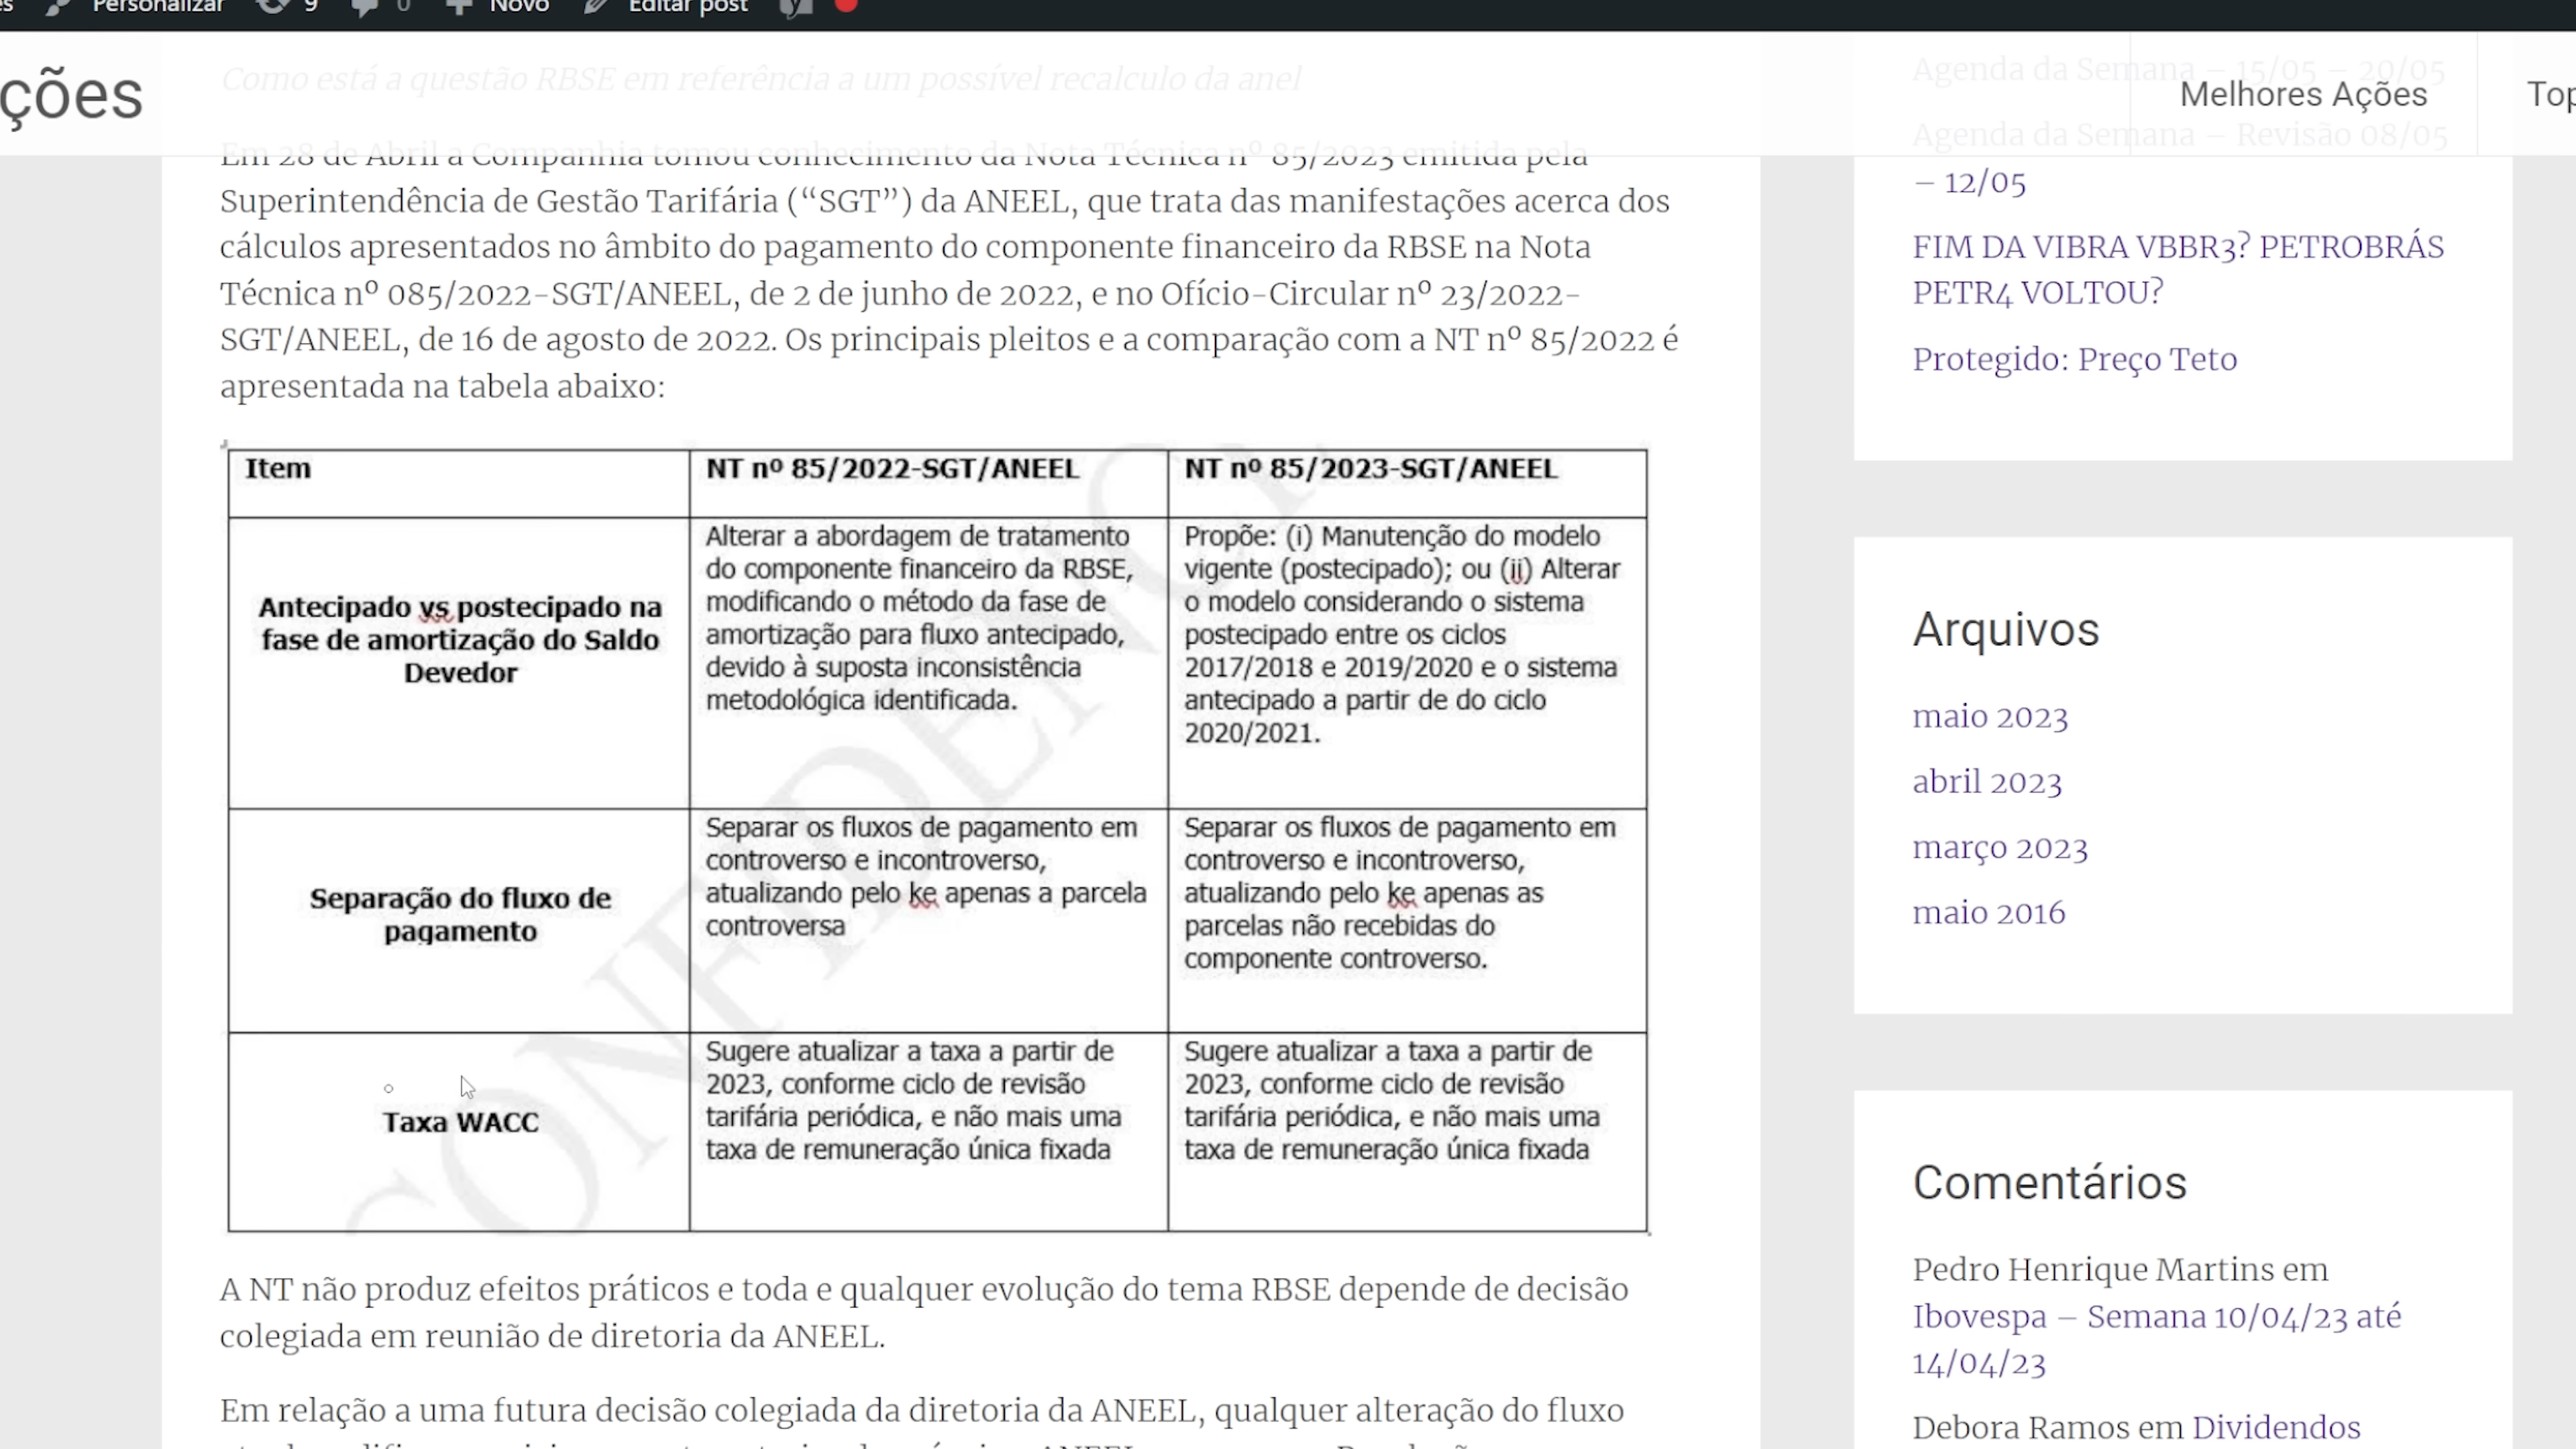 Personalizar 9 0 Novo Editar post
ções
Melhores Ações
Top
Como está a questão RBSE em referência a um possível recalculo da anel
Em 28 de Abril a Companhia tomou conhecimento da Nota Técnica nº 85/2023 emitida pela
Superintendência de Gestão Tarifária (“SGT”) da ANEEL, que trata das manifestações acerca dos
cálculos apresentados no âmbito do pagamento do componente financeiro da RBSE na Nota
Técnica nº 085/2022-SGT/ANEEL, de 2 de junho de 2022, e no Ofício-Circular nº 23/2022-
SGT/ANEEL, de 16 de agosto de 2022. Os principais pleitos e a comparação com a NT nº 85/2022 é
apresentada na tabela abaixo:
Item
NT nº 85/2022-SGT/ANEEL
NT nº 85/2023-SGT/ANEEL
Antecipado vs postecipado na
fase de amortização do Saldo
Devedor
Alterar a abordagem de tratamento
do componente financeiro da RBSE,
modificando o método da fase de
amortização para fluxo antecipado,
devido à suposta inconsistência
metodológica identificada.
Propõe: (i) Manutenção do modelo
vigente (postecipado); ou (ii) Alterar
o modelo considerando o sistema
postecipado entre os ciclos
2017/2018 e 2019/2020 e o sistema
antecipado a partir de do ciclo
2020/2021.
Separação do fluxo de
pagamento
Separar os fluxos de pagamento em
controverso e incontroverso,
atualizando pelo ke apenas a parcela
controversa
Separar os fluxos de pagamento em
controverso e incontroverso,
atualizando pelo ke apenas as
parcelas não recebidas do
componente controverso.
Taxa WACC
Sugere atualizar a taxa a partir de
2023, conforme ciclo de revisão
tarifária periódica, e não mais uma
taxa de remuneração única fixada
Sugere atualizar a taxa a partir de
2023, conforme ciclo de revisão
tarifária periódica, e não mais uma
taxa de remuneração única fixada
A NT não produz efeitos práticos e toda e qualquer evolução do tema RBSE depende de decisão
colegiada em reunião de diretoria da ANEEL.
Em relação a uma futura decisão colegiada da diretoria da ANEEL, qualquer alteração do fluxo
Agenda da Semana – 15/05 – 20/05
Agenda da Semana – Revisão 08/05
– 12/05
FIM DA VIBRA VBBR3? PETROBRÁS
PETR4 VOLTOU?
Protegido: Preço Teto
Arquivos
maio 2023
abril 2023
março 2023
maio 2016
Comentários
Pedro Henrique Martins em
Ibovespa – Semana 10/04/23 até
14/04/23
Debora Ramos em Dividendos